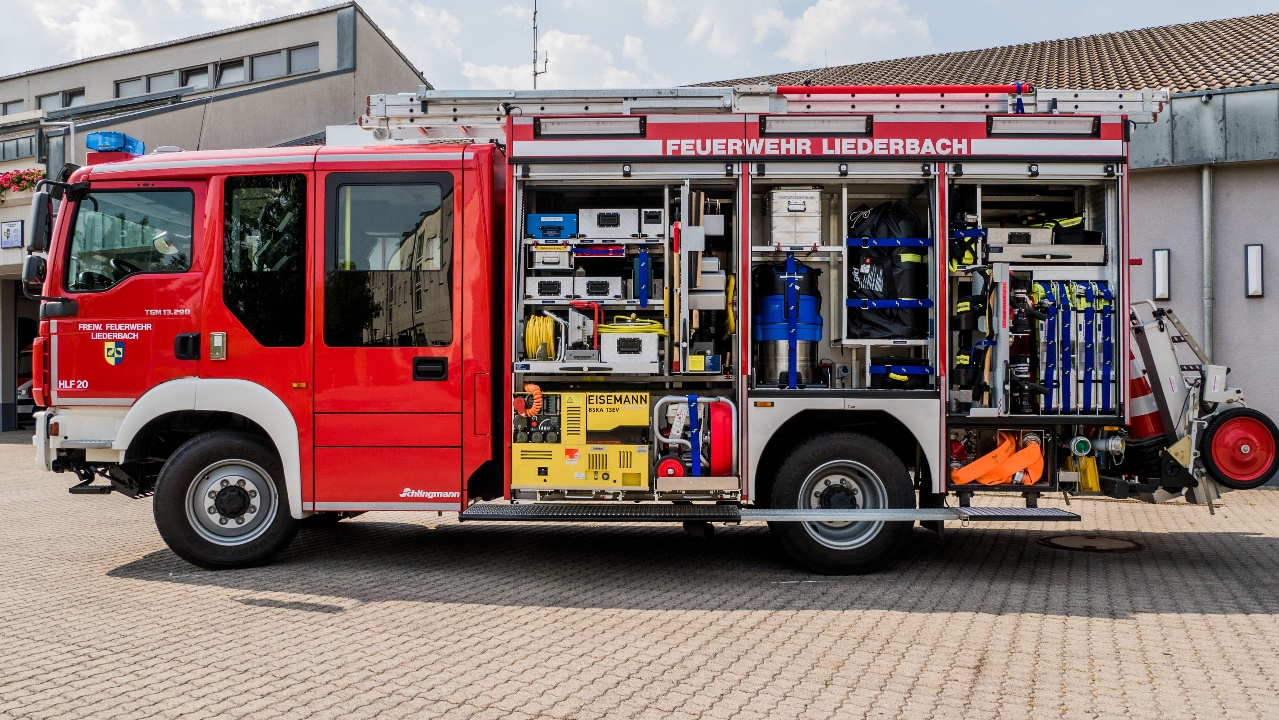 FEUERWEHR LIEDERBACH
TGM 13.290
FREIW. FEUERWEHR
LIEDERBACH
HLF 20
EISEMANN
BSKA 13EV
Schlingmann